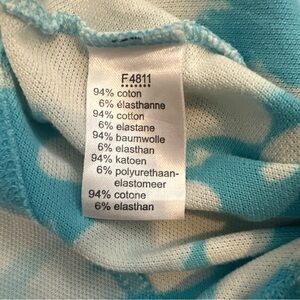 F4811
94% coton
6% élasthanne
94% cotton
6% elastane
94% baumwolle
6% elasthan
94% katoen
6% polyurethaan-
elastomeer
94% cotone
6% elasthan